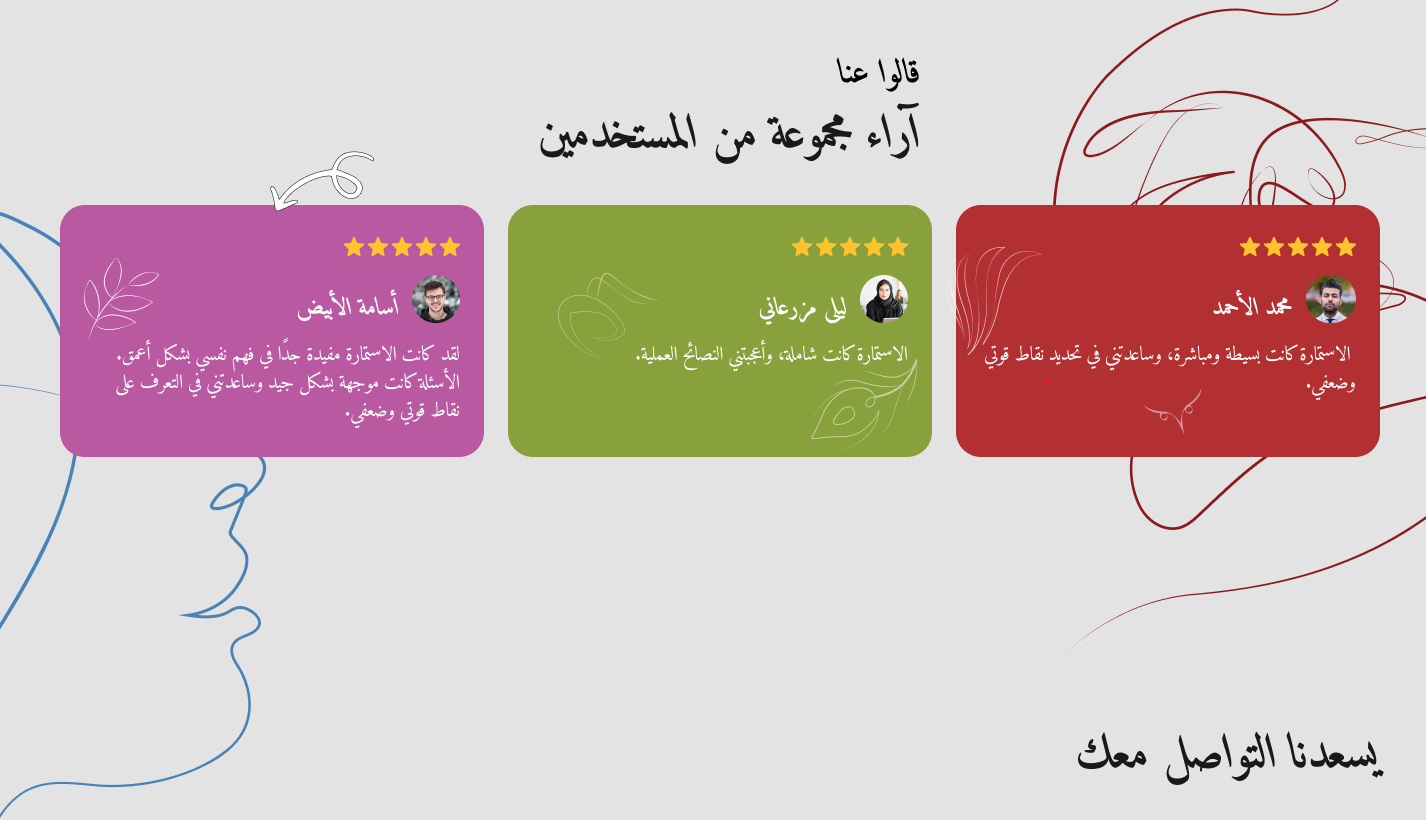 قالوا عنا
آراء مجموعة من المستخدمين
محمد الأحمد
الاستمارة كانت بسيطة ومباشرة، وساعدتني في تحديد نقاط قوتي
وضعفي.
ليلى مزرعاني
الاستمارة كانت شاملة، وأعجبتني النصائح العملية.
أسامة الأبيض
لقد كانت الاستمارة مفيدة جدًا في فهم نفسي بشكل أعمق.
الأسئلة كانت موجهة بشكل جيد وساعدتني في التعرف على
نقاط قوتي وضعفي.
يسعدنا التواصل معك